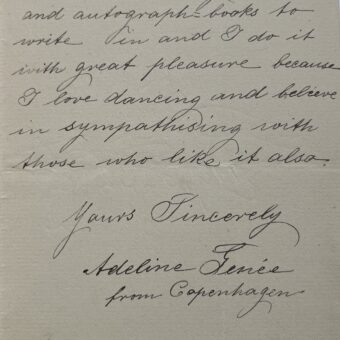 and autograph-books to
write in and I do it
with great pleasure because
I love dancing and believe
in sympathising with
those who like it also.
Yours Sincerely
Adeline Genée
from Copenhagen